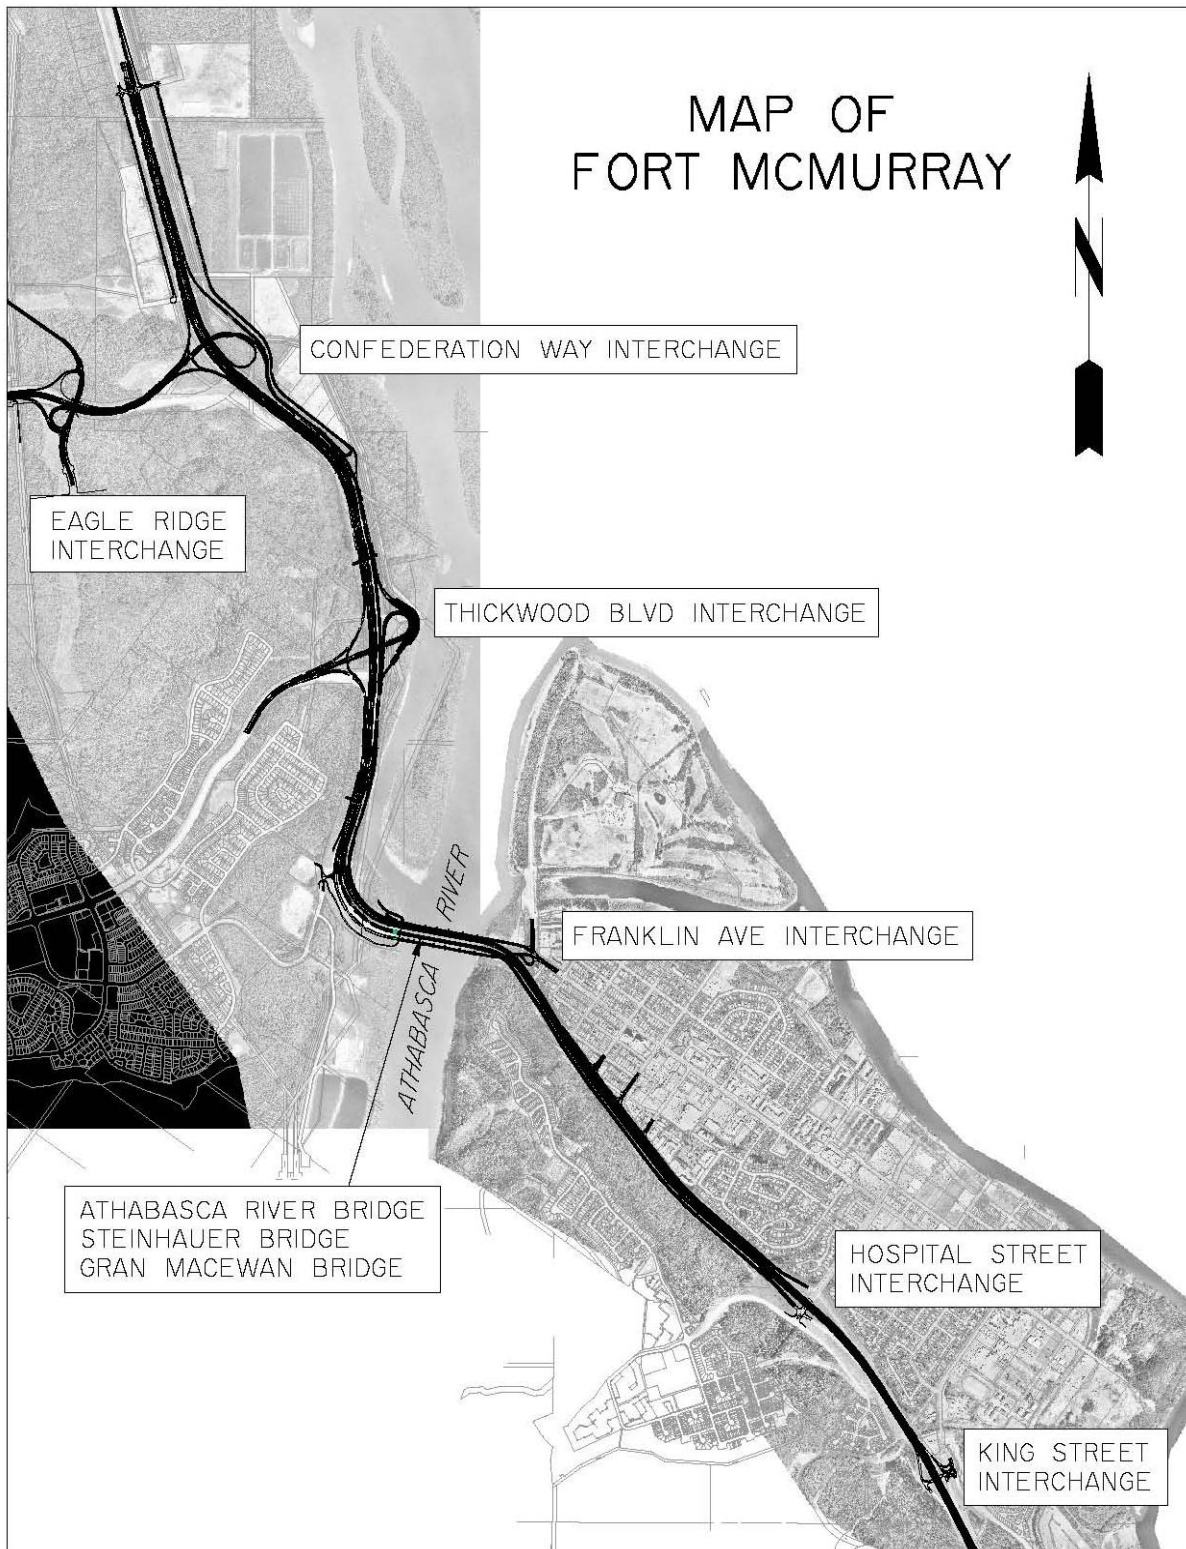 MAP OF
FORT MCMURRAY
N
CONFEDERATION WAY INTERCHANGE
EAGLE RIDGE
INTERCHANGE
THICKWOOD BLVD INTERCHANGE
FRANKLIN AVE INTERCHANGE
ATHABASCA RIVER
ATHABASCA RIVER BRIDGE
STEINHAUER BRIDGE
GRAN MACEWAN BRIDGE
HOSPITAL STREET
INTERCHANGE
KING STREET
INTERCHANGE